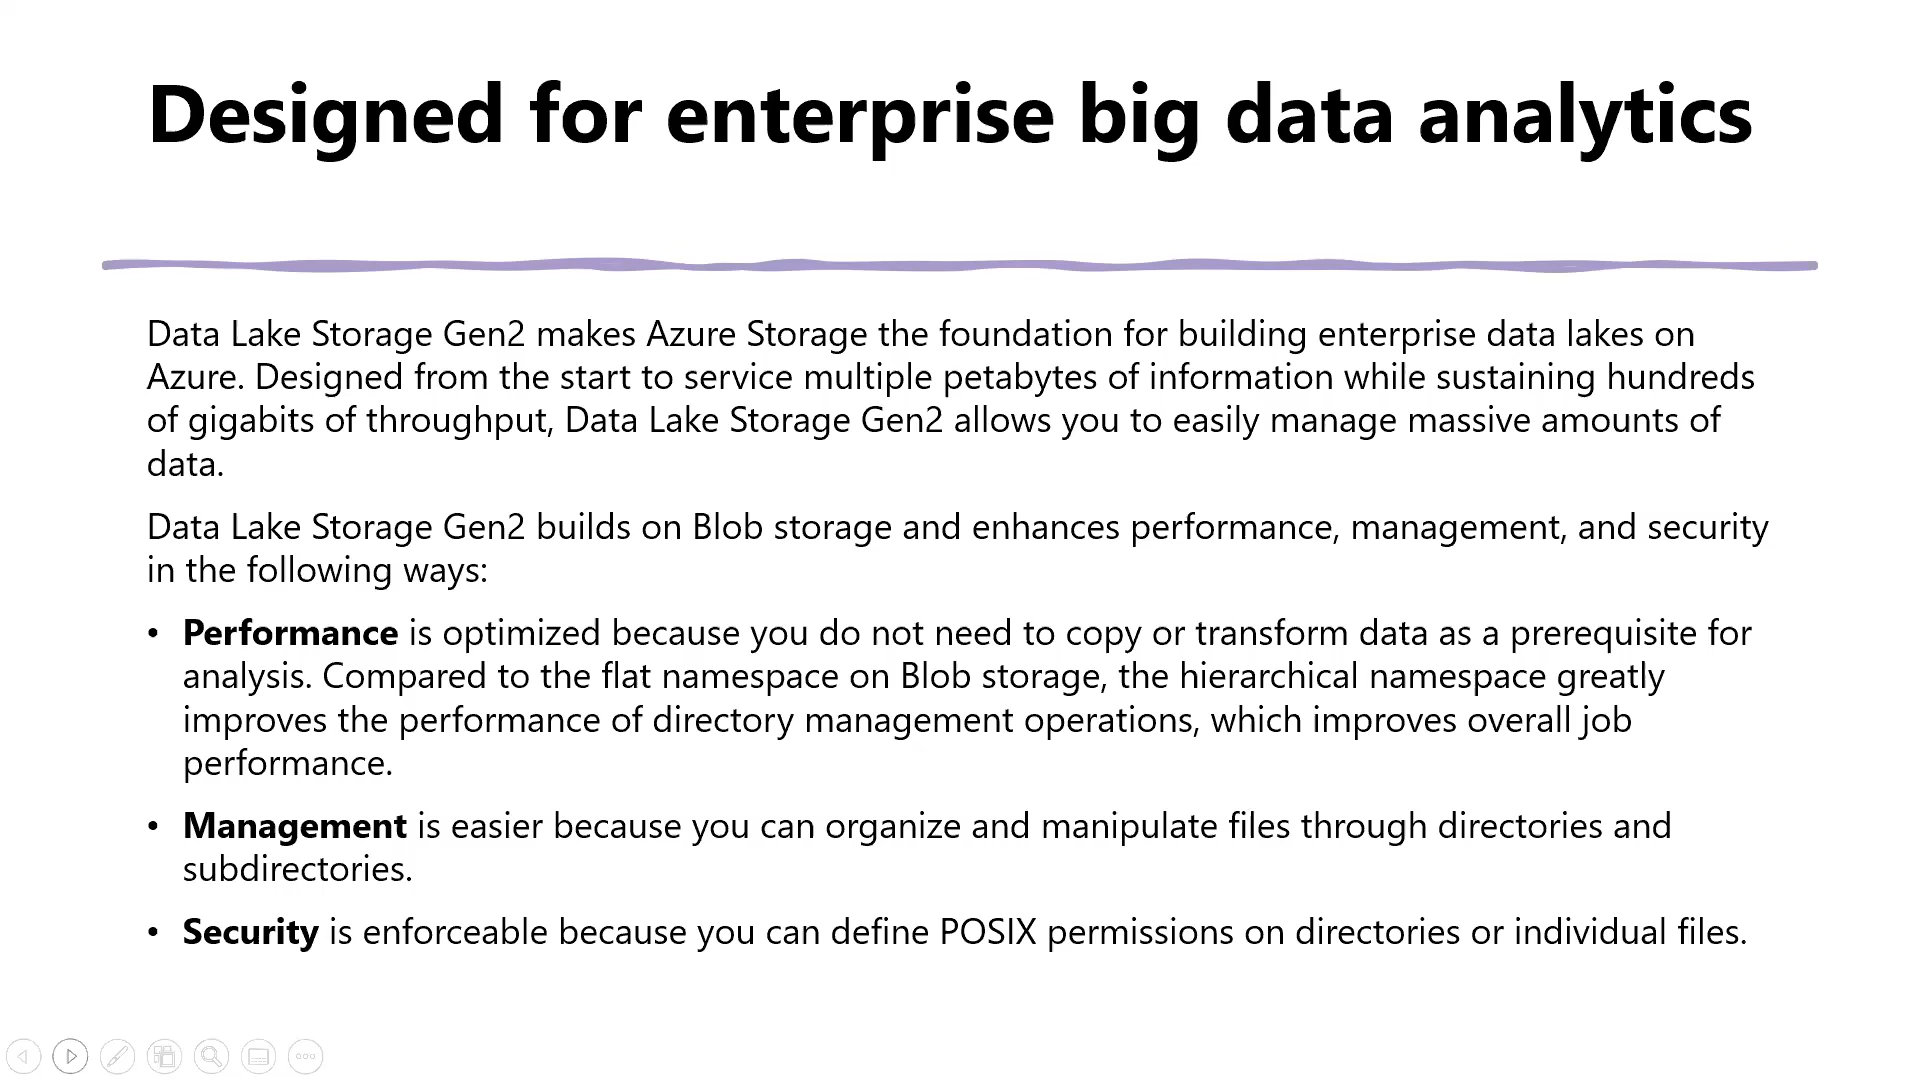 Designed for enterprise big data analytics
Data Lake Storage Gen2 makes Azure Storage the foundation for building enterprise data lakes on
Azure. Designed from the start to service multiple petabytes of information while sustaining hundreds
of gigabits of throughput, Data Lake Storage Gen2 allows you to easily manage massive amounts of
data.
Data Lake Storage Gen2 builds on Blob storage and enhances performance, management, and security
in the following ways:
• Performance is optimized because you do not need to copy or transform data as a prerequisite for
analysis. Compared to the flat namespace on Blob storage, the hierarchical namespace greatly
improves the performance of directory management operations, which improves overall job
performance.
• Management is easier because you can organize and manipulate files through directories and
subdirectories.
• Security is enforceable because you can define POSIX permissions on directories or individual files.